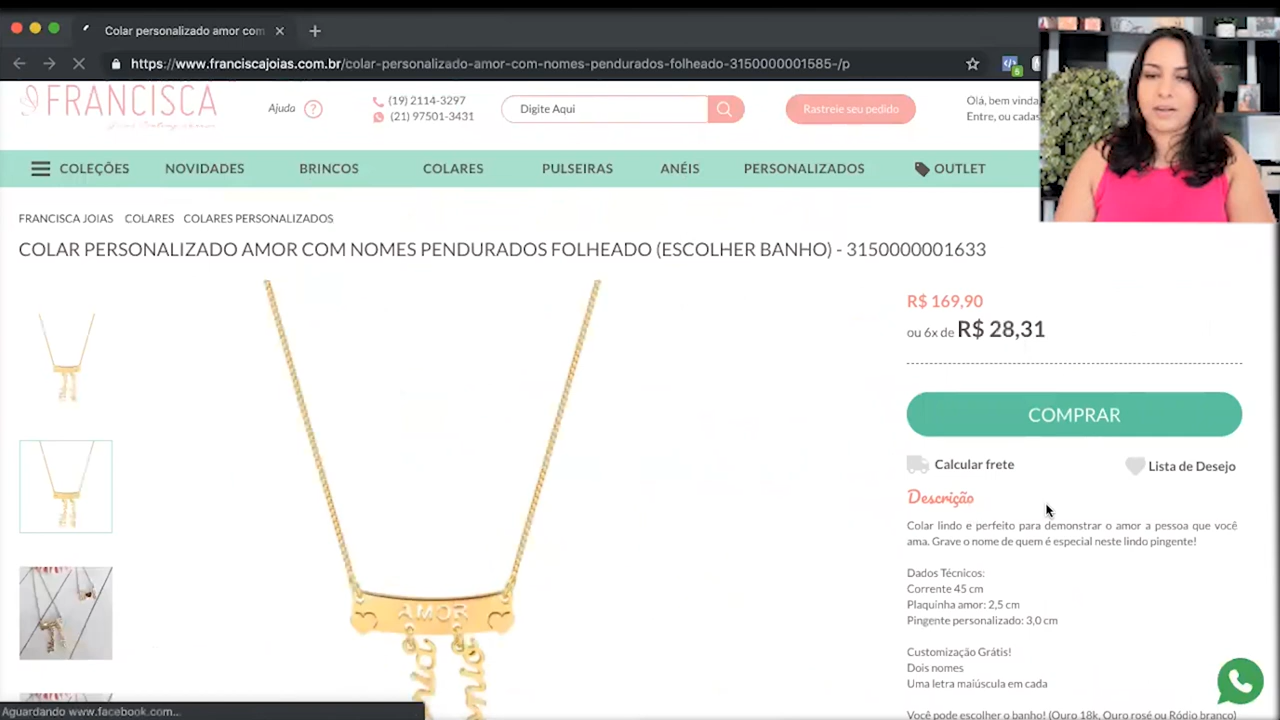 Colar personalizado amor com
https://www.franciscajoias.com.br/colar-personalizado-amor-com-nomes-pendurados-folheado-3150000001585-/p
6
FRANCISCA
Ajuda ?
(19) 2114-3297
(21) 97501-3431
Digite Aqui
Rastreie seu pedido
Olá, bem vinda
Entre, ou cadas
COLEÇÕES NOVIDADES BRINCOS COLARES PULSEIRAS ANÉIS PERSONALIZADOS OUTLET
FRANCISCA JOIAS COLARES COLARES PERSONALIZADOS
COLAR PERSONALIZADO AMOR COM NOMES PENDURADOS FOLHEADO (ESCOLHER BANHO) - 3150000001633
R$ 169,90
ou 6x de R$ 28,31
COMPRAR
Calcular frete Lista de Desejo
Descrição
Colar lindo e perfeito para demonstrar o amor a pessoa que você
ama. Grave o nome de quem é especial neste lindo pingente!
Dados Técnicos:
Corrente 45 cm
Plaquinha amor: 2,5 cm
Pingente personalizado: 3,0 cm
Customização Grátis!
Dois nomes
Uma letra maiúscula em cada
Você pode escolher o banho! (Ouro 18k, Ouro rosé ou Ródio branco)
AMOR
Aguardando www.facebook.com...